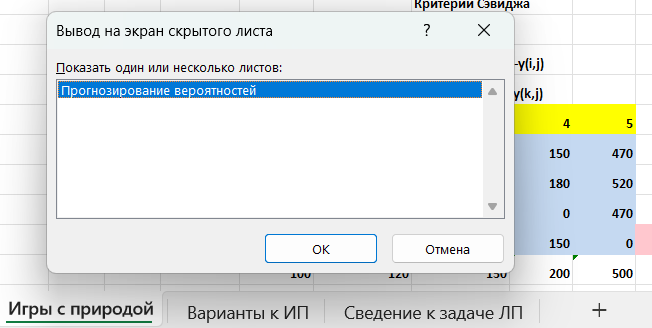 Критерий Сэвиджа
Вывод на экран скрытого листа ?
-y(i,j)
Показать один или несколько листов:
Прогнозирование вероятностей
y(k,j)
4 5
150 470
180 520
0 470
150 0
ОК Отмена
100 120 150 200 500
Игры с природой Варианты к ИП Сведение к задаче ЛП +